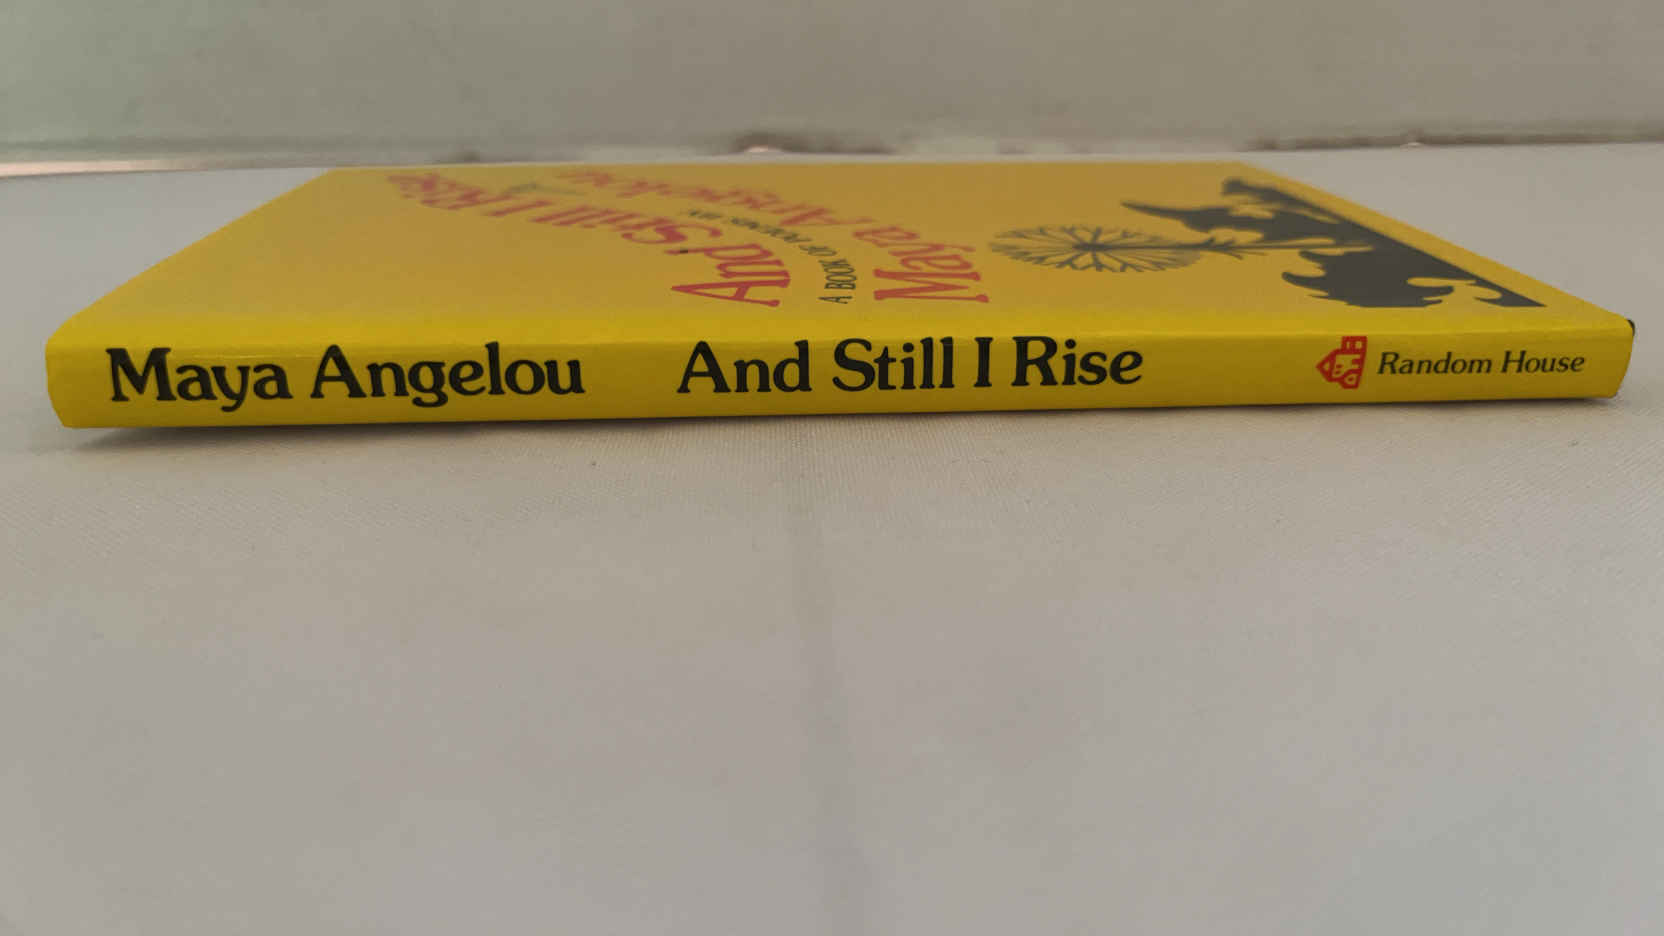 And Still I Rise
A BOOK OF POEMS BY
Maya Angelou
Maya Angelou And Still I Rise Random House